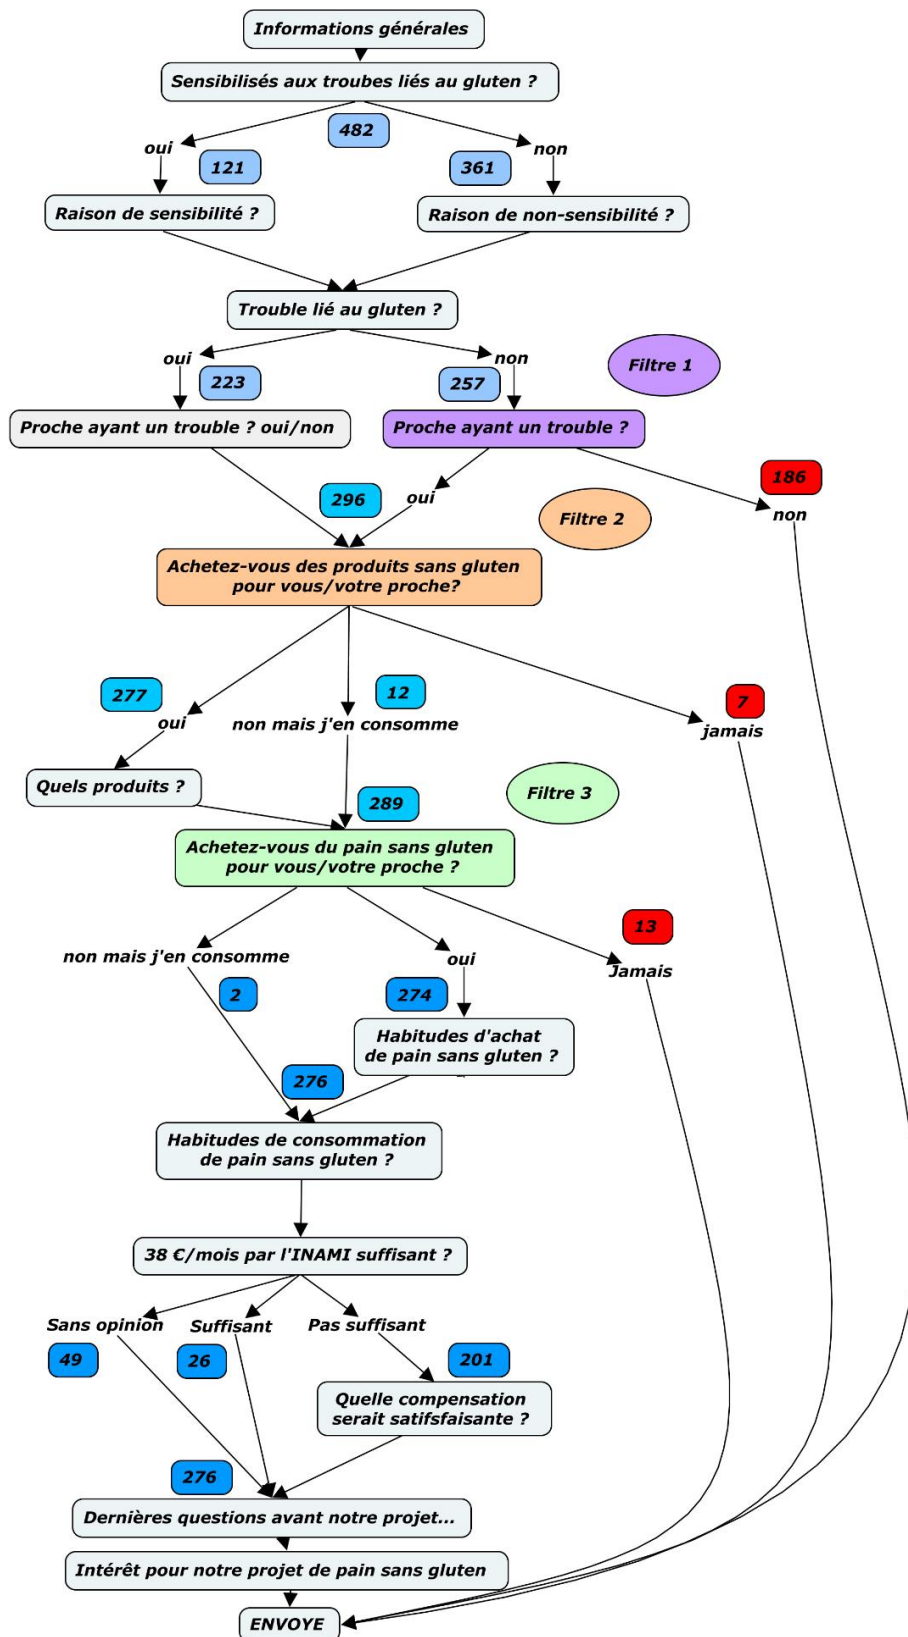 Informations générales
Sensibilisés aux troubes liés au gluten ?
482
oui
non
121
361
Raison de sensibilité ?
Raison de non-sensibilité ?
Trouble lié au gluten ?
oui
non
Filtre 1
223
257
Proche ayant un trouble ? oui/non
Proche ayant un trouble ?
186
296
oui
non
Filtre 2
Achetez-vous des produits sans gluten
pour vous/votre proche?
277
12
7
oui
non mais j'en consomme
jamais
Quels produits ?
289
Filtre 3
Achetez-vous du pain sans gluten
pour vous/votre proche ?
13
non mais j'en consomme
oui
Jamais
2
274
Habitudes d'achat
de pain sans gluten ?
276
Habitudes de consommation
de pain sans gluten ?
38 €/mois par l'INAMI suffisant ?
Sans opinion
Suffisant
Pas suffisant
49
26
201
Quelle compensation
serait satifsfaisante ?
276
Dernières questions avant notre projet...
Intérêt pour notre projet de pain sans gluten
ENVOYE